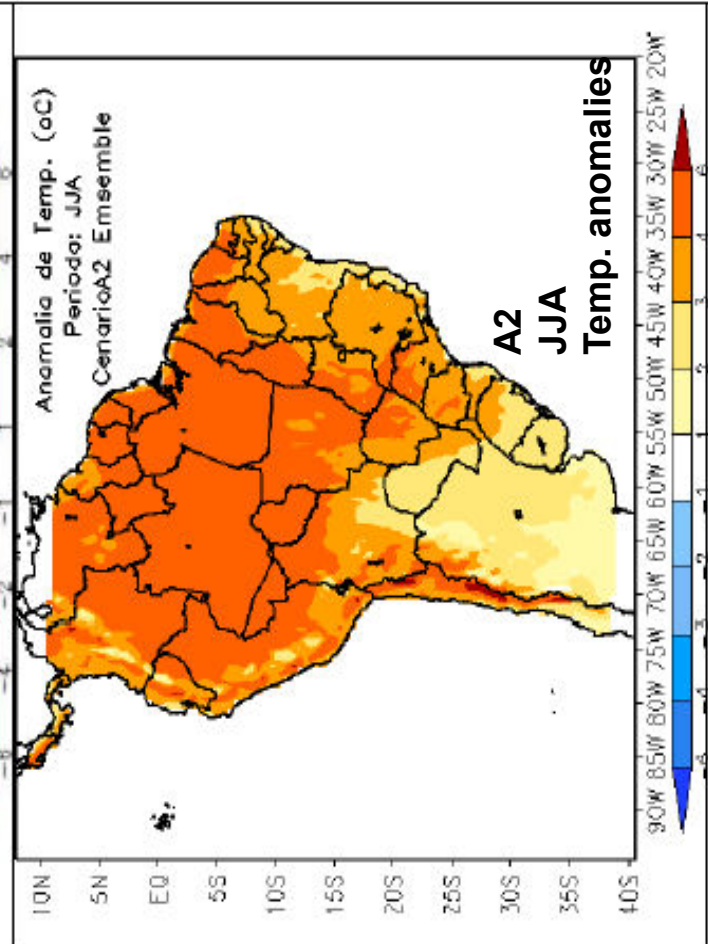 Anomalia de Temp. (oC)
Periodo: JJA
CenarioA2 Emsemble
A2
JJA
Temp. anomalies
10N
5N
EQ
5S
10S
15S
20S
25S
30S
35S
40S
90W 85W 80W 75W 70W 65W 60W 55W 50W 45W 40W 35W 30W 25W 20W